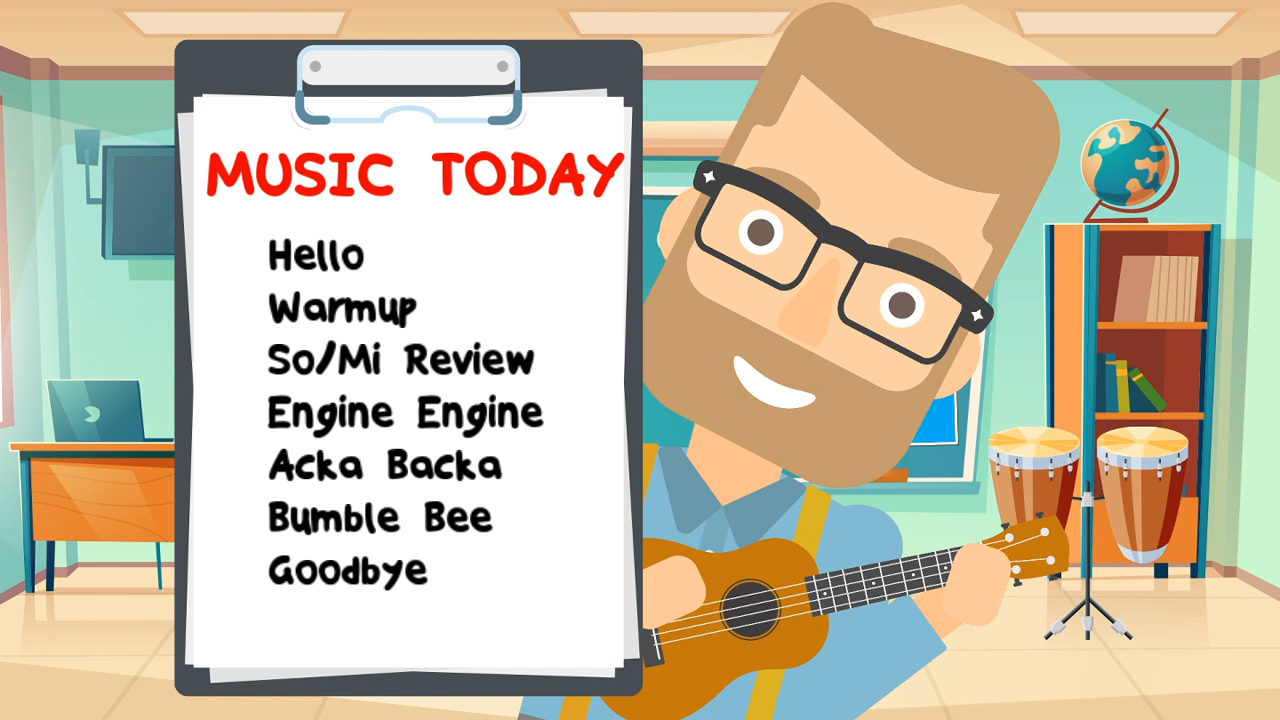 MUSIC TODAY
Hello
Warmup
So/Mi Review
Engine Engine
Acka Backa
Bumble Bee
Goodbye